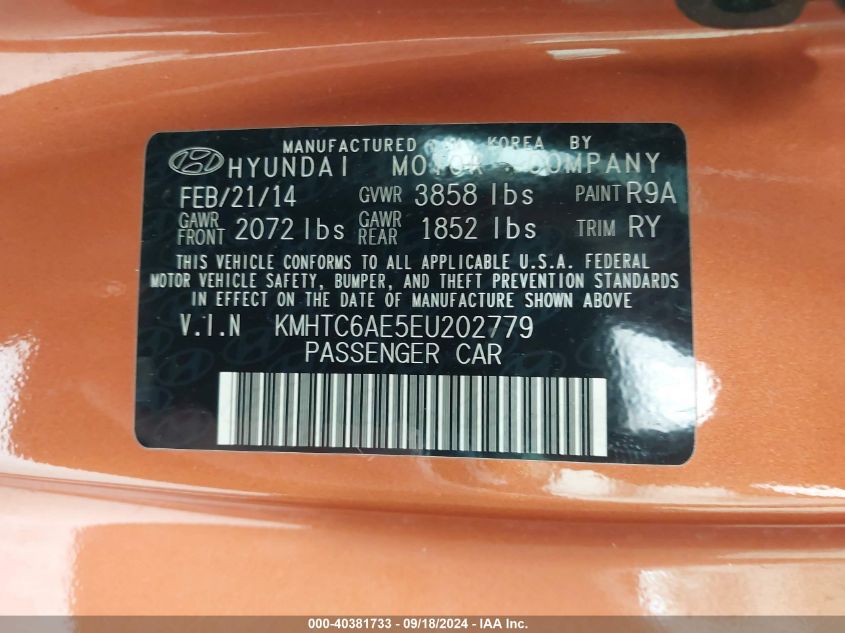 MANUFACTURED IN KOREA BY
HYUNDAI MOTOR COMPANY
FEB/21/14 GVWR 3858 lbs PAINT R9A
GAWR FRONT 2072 lbs GAWR REAR 1852 lbs TRIM RY
THIS VEHICLE CONFORMS TO ALL APPLICABLE U.S.A. FEDERAL
MOTOR VEHICLE SAFETY, BUMPER, AND THEFT PREVENTION STANDARDS
IN EFFECT ON THE DATE OF MANUFACTURE SHOWN ABOVE
V.I.N KMHTC6AE5EU202779
PASSENGER CAR
000-40381733 - 09/18/2024 - IAA Inc.